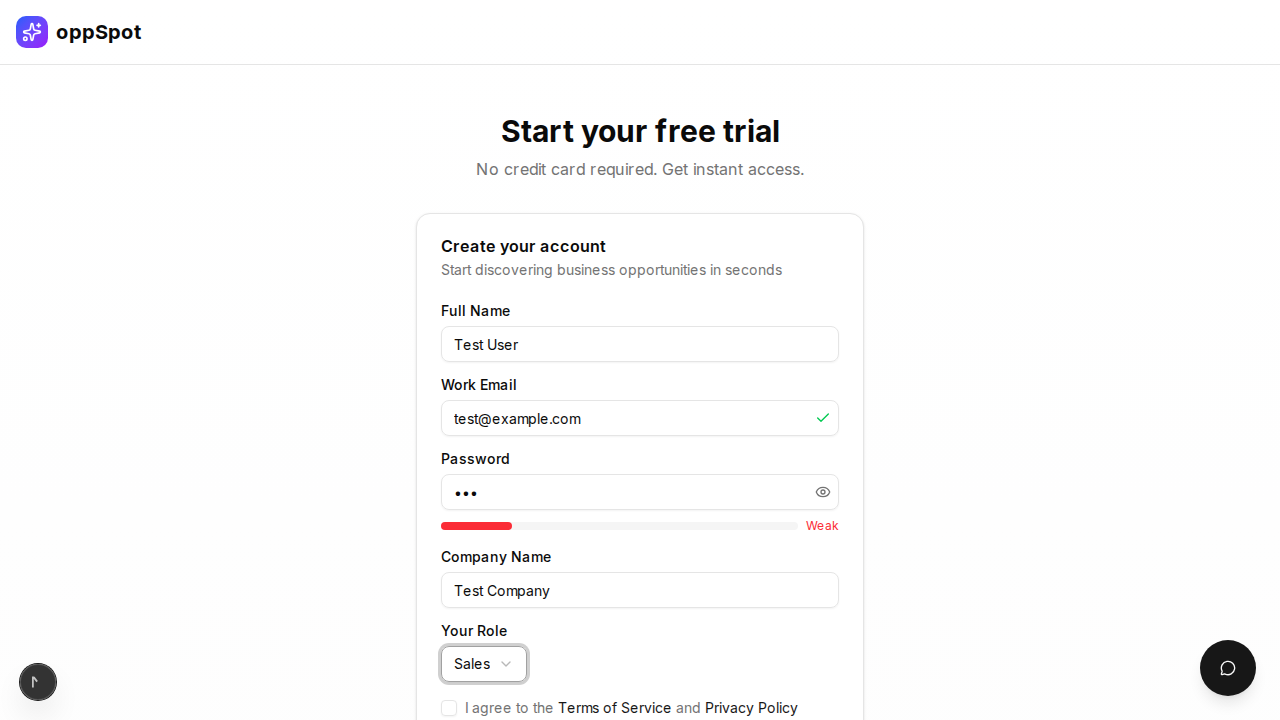 oppSpot
Start your free trial
No credit card required. Get instant access.
Create your account
Start discovering business opportunities in seconds
Full Name
Test User
Work Email
test@example.com
Password
•••
Weak
Company Name
Test Company
Your Role
Sales
I agree to the Terms of Service and Privacy Policy